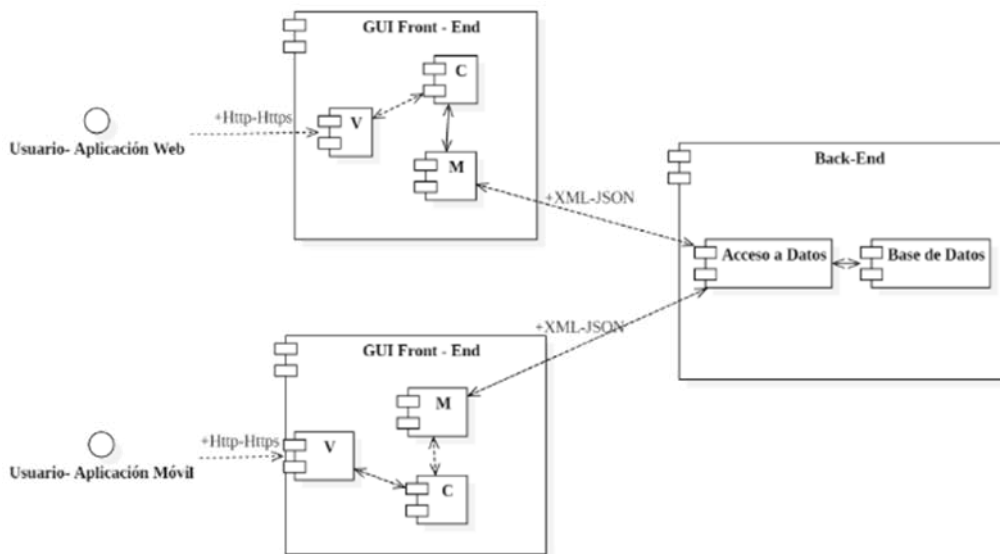 GUI Front - End
C
+Http-Https
V
Usuario- Aplicación Web
M
Back-End
+XML-JSON
Acceso a Datos
Base de Datos
+XML-JSON
GUI Front - End
M
+Http-Https
V
Usuario- Aplicación Móvil
C